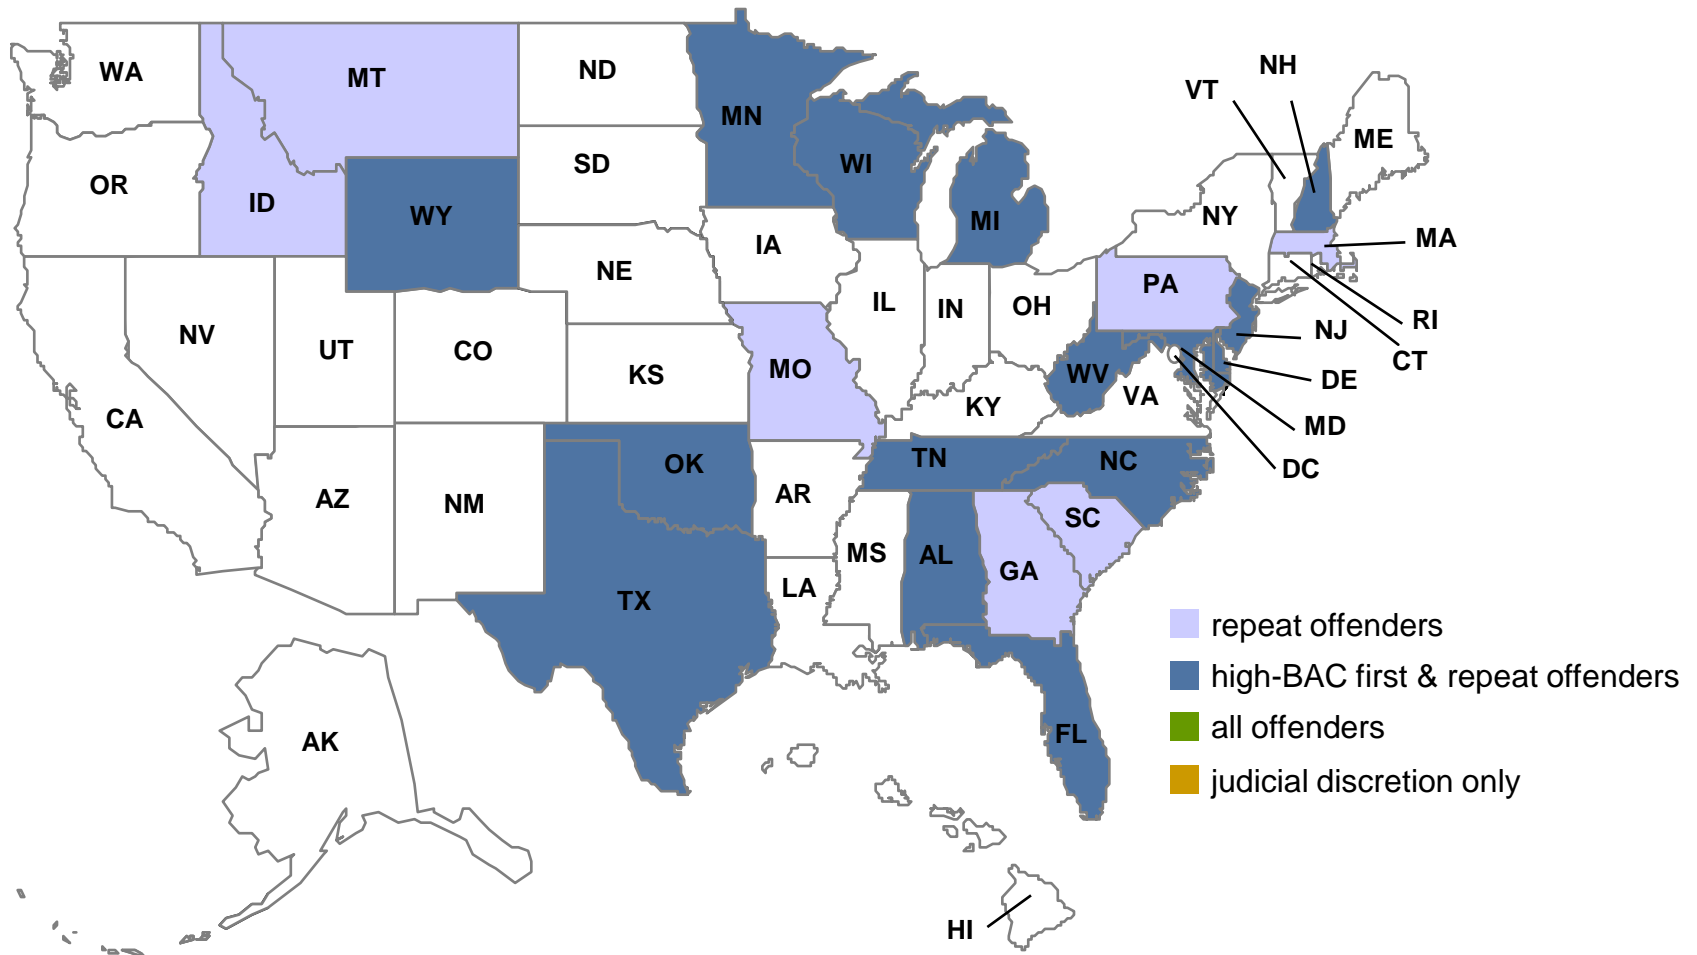 NH
VT
WA
MT
ND
MN
ME
SD
WI
OR
ID
WY
NY
MI
MA
IA
NE
PA
IL
IN
OH
RI
NJ
NV
UT
CO
CT
MO
KS
WV
DE
VA
KY
CA
MD
TN
NC
OK
DC
AR
AZ
NM
SC
MS
AL
GA
LA
TX
repeat offenders
high-BAC first & repeat offenders
all offenders
FL
AK
judicial discretion only
HI